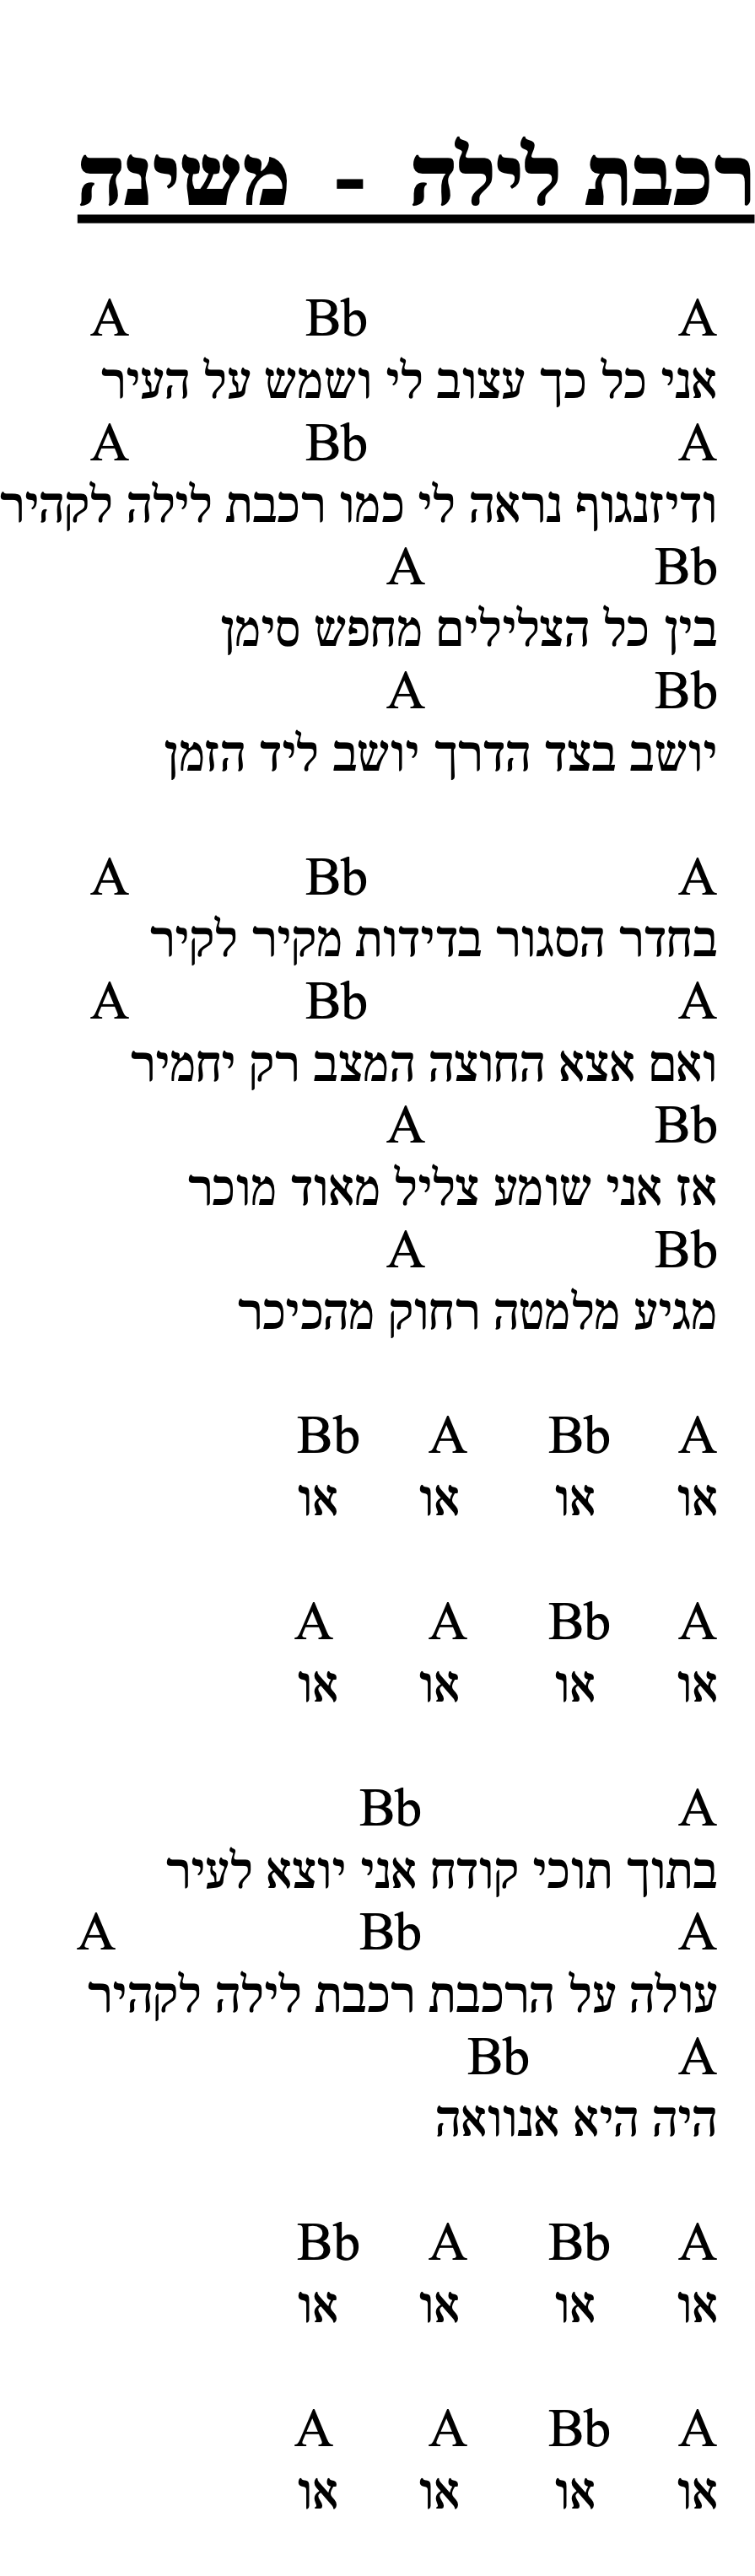 רכבת לילה - משינה
A Bb A
אני כל כך עצוב לי ושמש על העיר
A Bb A
ודיזנגוף נראה לי כמו רכבת לילה לקהיר
Bb A
בין כל הצלילים מחפש סימן
Bb A
יושב בצד הדרך יושב ליד הזמן
A Bb A
בחדר הסגור בדידות מקיר לקיר
A Bb A
ואם אצא החוצה המצב רק יחמיר
Bb A
אז אני שומע צליל מאוד מוכר
Bb A
מגיע מלמטה רחוק מהכיכר
A Bb A Bb
או או או או
A Bb A A
או או או או
A Bb
בתוך תוכי קודח אני יוצא לעיר
A Bb A
עולה על הרכבת רכבת לילה לקהיר
A Bb
היה היא אנוואה
A Bb A Bb
או או או או
A Bb A A
או או או או